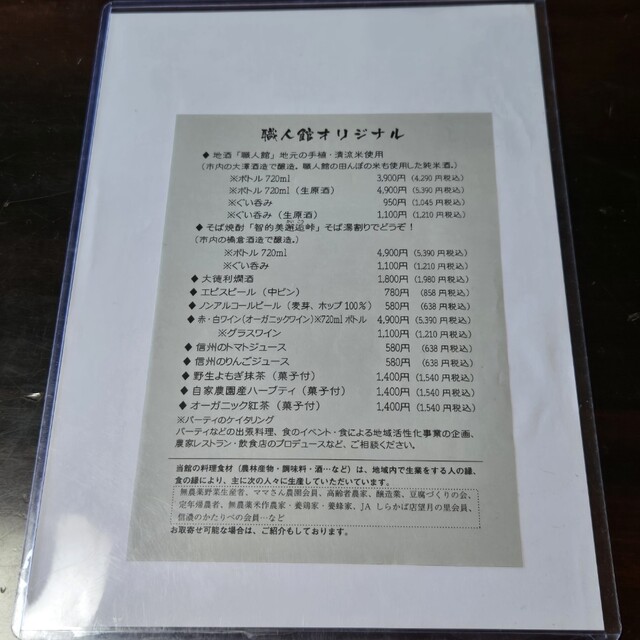 職人館オリジナル
◆地酒「職人館」地元の手植・清流米使用
(市内の大澤酒造で醸造。職人館の田んぼの米も使用した純米酒。)
※ボトル 720ml 3,900円 (4,290円税込)
※ボトル 720ml (生原酒) 4,900円 (5,390円税込)
※ぐい呑み 950円 (1,045円税込)
※ぐい呑み (生原酒) 1,100円 (1,210円税込)
◆そば焼酎「智的美邂逅峠」そば湯割りでどうぞ!
(市内の橘倉酒造で醸造。)
※ボトル 720ml 4,900円 (5,390円税込)
※ぐい呑み 1,100円 (1,210円税込)
◆大徳利燗酒 1,800円 (1,980円税込)
◆エビスビール (中ビン) 780円 (858円税込)
◆ノンアルコールビール (麦芽、ホップ100%) 580円 (638円税込)
◆赤・白ワイン(オーガニックワイン)※720ml ボトル 4,900円 (5,390円税込)
※グラスワイン 1,100円 (1,210円税込)
◆信州のトマトジュース 580円 (638円税込)
◆信州のりんごジュース 580円 (638円税込)
◆野生よもぎ抹茶 (菓子付) 1,400円 (1,540円税込)
◆自家農園産ハーブティ (菓子付) 1,400円 (1,540円税込)
◆オーガニック紅茶 (菓子付) 1,400円 (1,540円税込)
※パーティのケイタリング
パーティなどの出張料理、食のイベント・食による地域活性化事業の企画、
農家レストラン・飲食店のプロデュースなど、ご相談ください。
当館の料理食材 (農林産物・調味料・酒…など) は、地域内で生業をする人の縁、
食の縁により、主に次の人々に生産していただいています。
無農薬野菜生産者、ママさん農園会員、高齢者農家、醸造業、豆腐づくりの会、
定年帰農者、無農薬米作農家・養鶏家・養蜂家、JA しらかば店望月の里会員、
信濃のかたりべの会員…など
お取寄せ可能な場合は、ご紹介もしております。